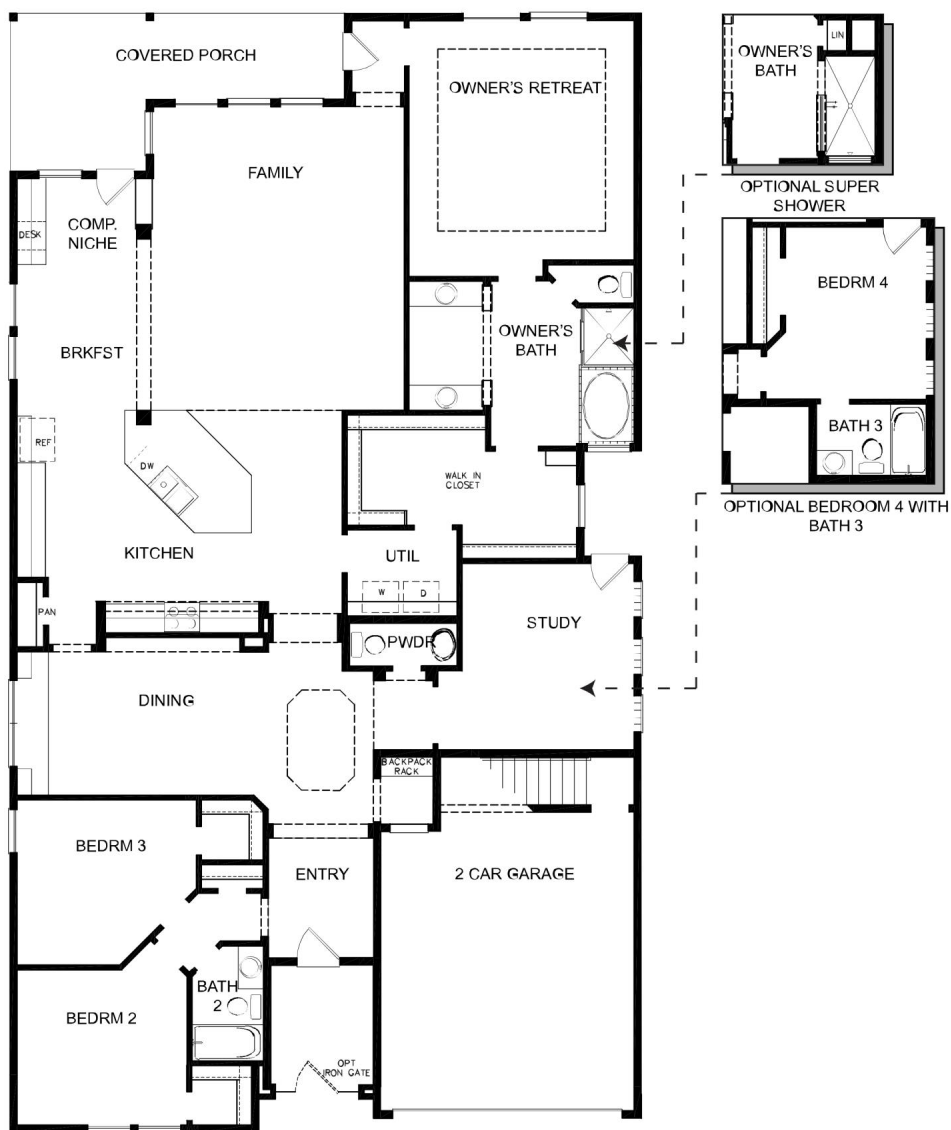 COVERED PORCH
OWNER'S RETREAT
FAMILY
DESK
COMP.
NICHE
BRKFST
OWNER'S
BATH
REF
DW
WALK IN
CLOSET
KITCHEN
UTIL
W
D
PAN
PWDR
STUDY
DINING
BACKPACK
RACK
BEDRM 3
ENTRY
2 CAR GARAGE
BATH
2
BEDRM 2
OPT
IRON GATE
OWNER'S
BATH
LIN
OPTIONAL SUPER
SHOWER
BEDRM 4
BATH 3
OPTIONAL BEDROOM 4 WITH
BATH 3